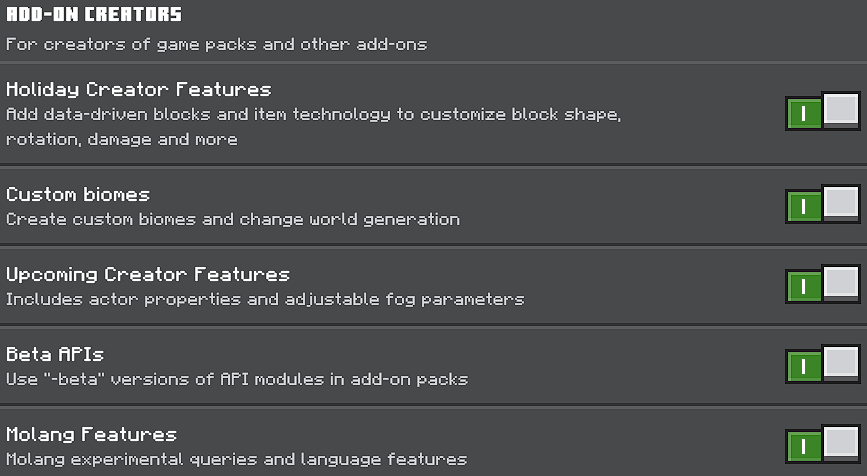 ADD-ON CREATORS
For creators of game packs and other add-ons
Holiday Creator Features
Add data-driven blocks and item technology to customize block shape,
rotation, damage and more
Custom biomes
Create custom biomes and change world generation
Upcoming Creator Features
Includes actor properties and adjustable fog parameters
Beta APIs
Use "-beta" versions of API modules in add-on packs
Molang Features
Molang experimental queries and language features